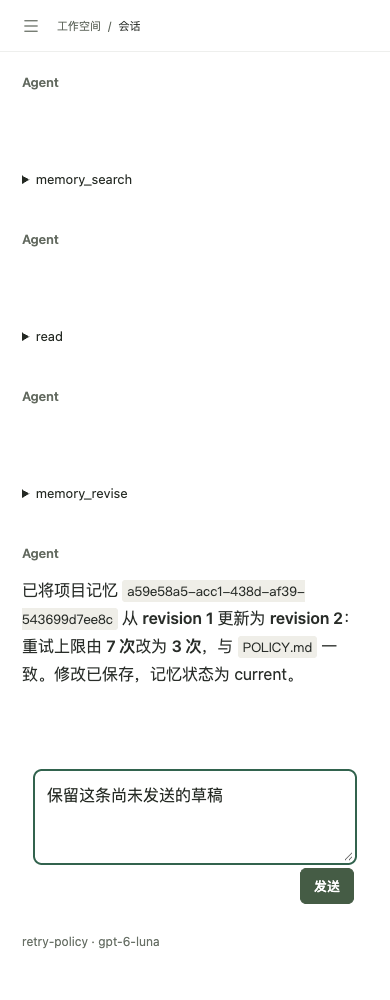 工作空间 / 会话
Agent
memory_search
Agent
read
Agent
memory_revise
Agent
已将项目记忆 a59e58a5-acc1-438d-af39-
543699d7ee8c 从 revision 1 更新为 revision 2：
重试上限由 7 次改为 3 次，与 POLICY.md 一
致。修改已保存，记忆状态为 current。
保留这条尚未发送的草稿
发送
retry-policy · gpt-6-luna